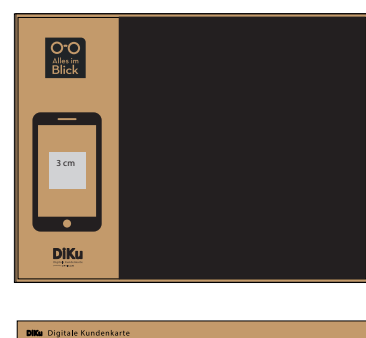 Alles im
Blick
3 cm
DiKu
DiKu Digitale Kundenkarte